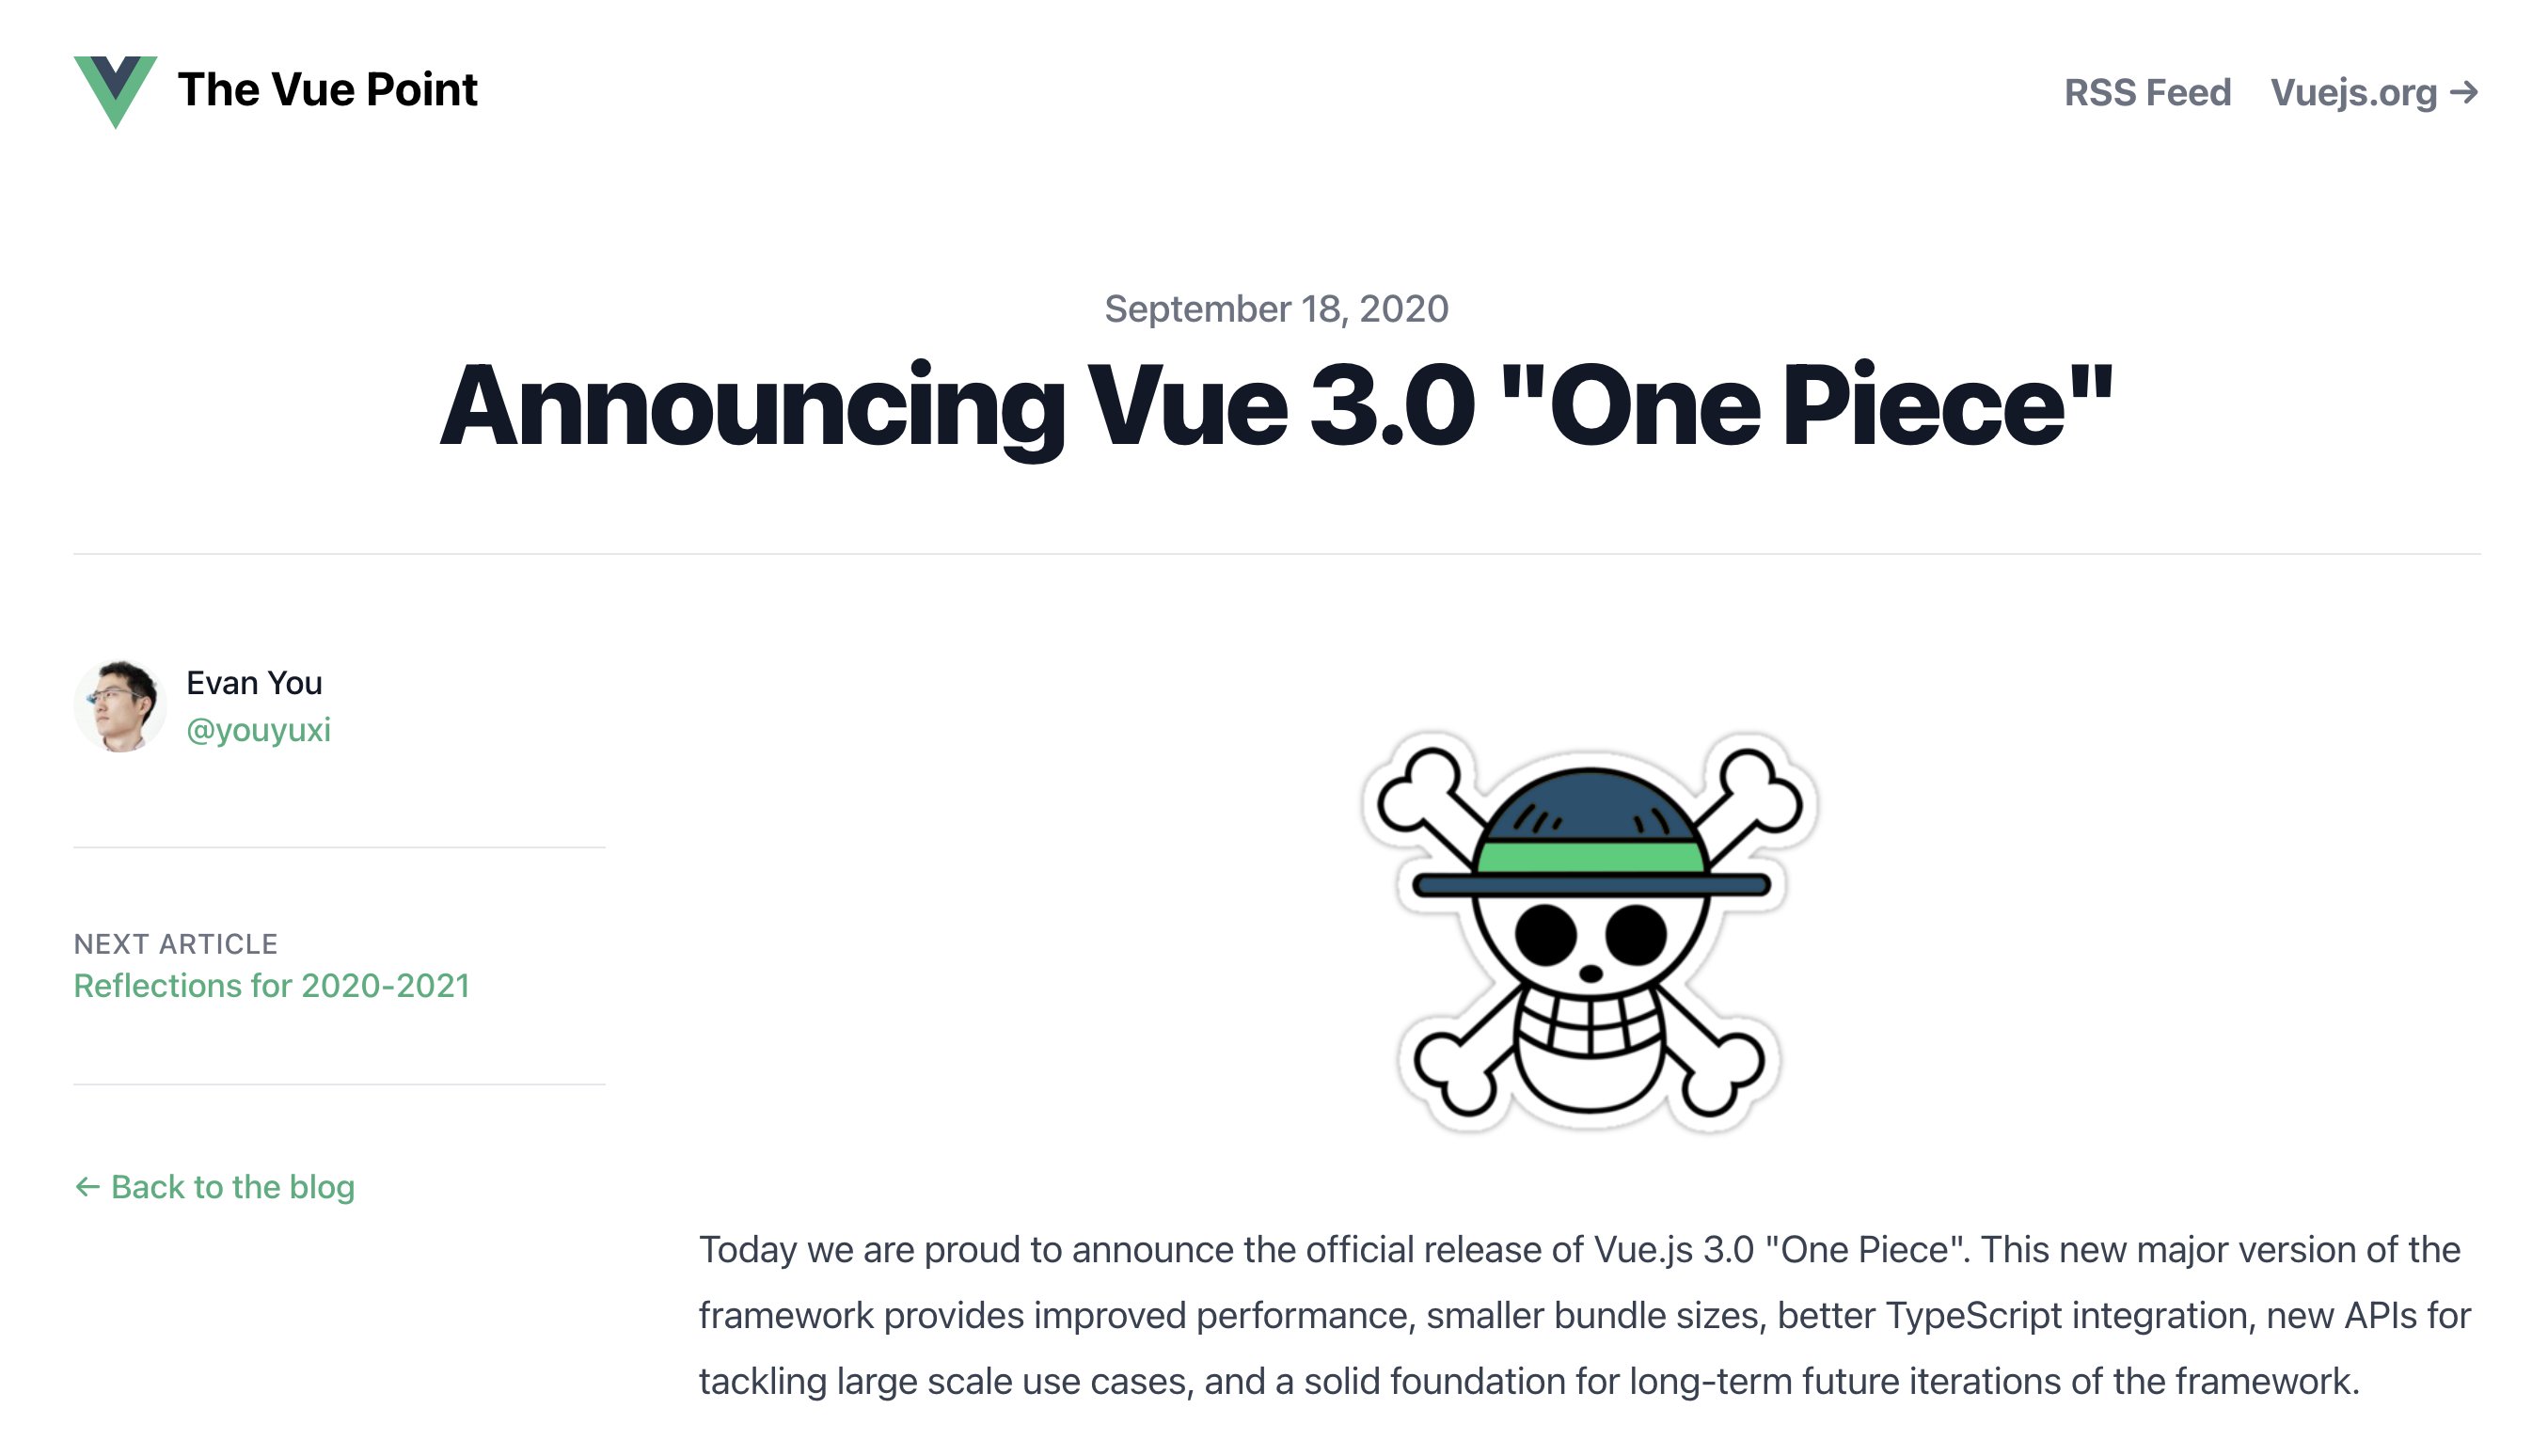 The Vue Point
RSS Feed
Vuejs.org →
September 18, 2020
Announcing Vue 3.0 "One Piece"
Evan You
@youyuxi
NEXT ARTICLE
Reflections for 2020-2021
← Back to the blog
Today we are proud to announce the official release of Vue.js 3.0 "One Piece". This new major version of the
framework provides improved performance, smaller bundle sizes, better TypeScript integration, new APIs for
tackling large scale use cases, and a solid foundation for long-term future iterations of the framework.